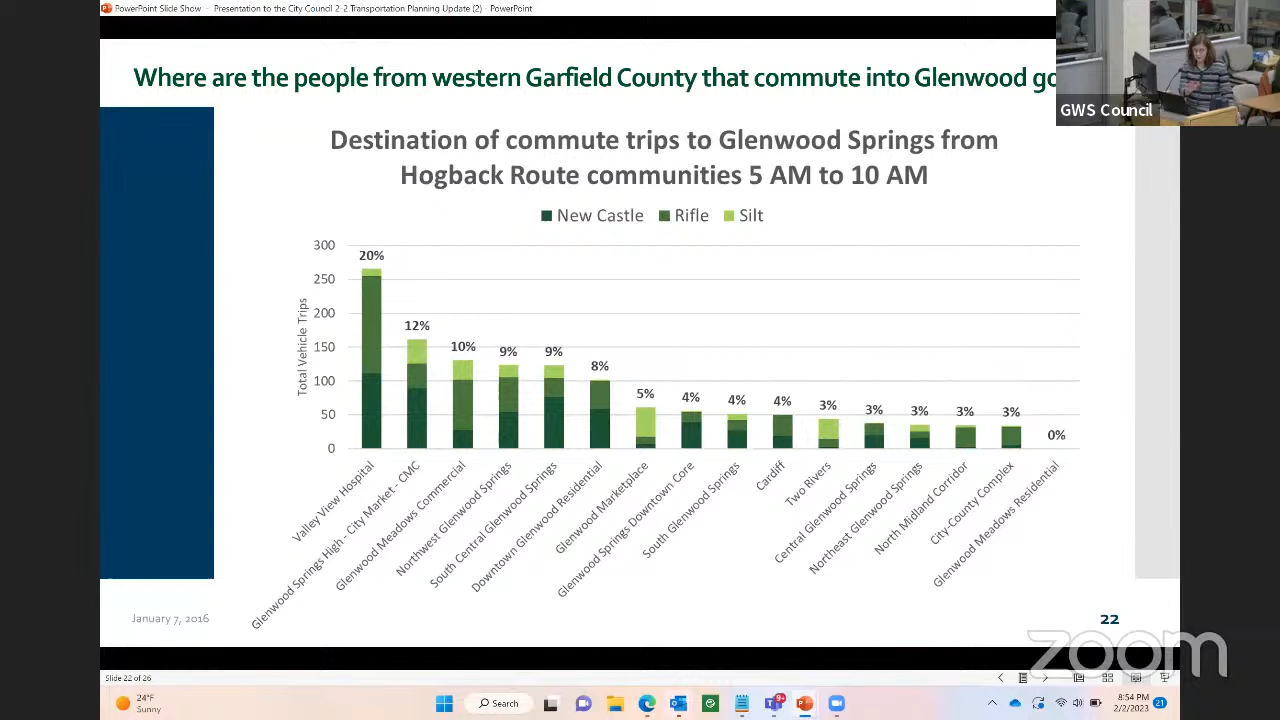 PowerPoint Slide Show - Presentation to the City Council 2-2 Transportation Planning Update (2) - PowerPoint
Where are the people from western Garfield County that commute into Glenwood go
GWS Council
Destination of commute trips to Glenwood Springs from
Hogback Route communities 5 AM to 10 AM
New Castle Rifle Silt
Total Vehicle Trips
300
250
200
150
100
50
0
20%
12%
10%
9%
9%
8%
5%
4%
4%
4%
3%
3%
3%
3%
3%
0%
Valley View Hospital
Glenwood Springs High - City Market - CMC
Glenwood Meadows Commercial
Northwest Glenwood Springs
South Central Glenwood Springs
Downtown Glenwood Residential
Glenwood Marketplace
Glenwood Springs Downtown Core
South Glenwood Springs
Cardiff
Two Rivers
Central Glenwood Springs
Northeast Glenwood Springs
North Midland Corridor
City-County Complex
Glenwood Meadows Residential
January 7, 2016
22
zoom
Slide 22 of 26
24°F
Sunny
Search
9+
8:54 PM
2/2/2023
21